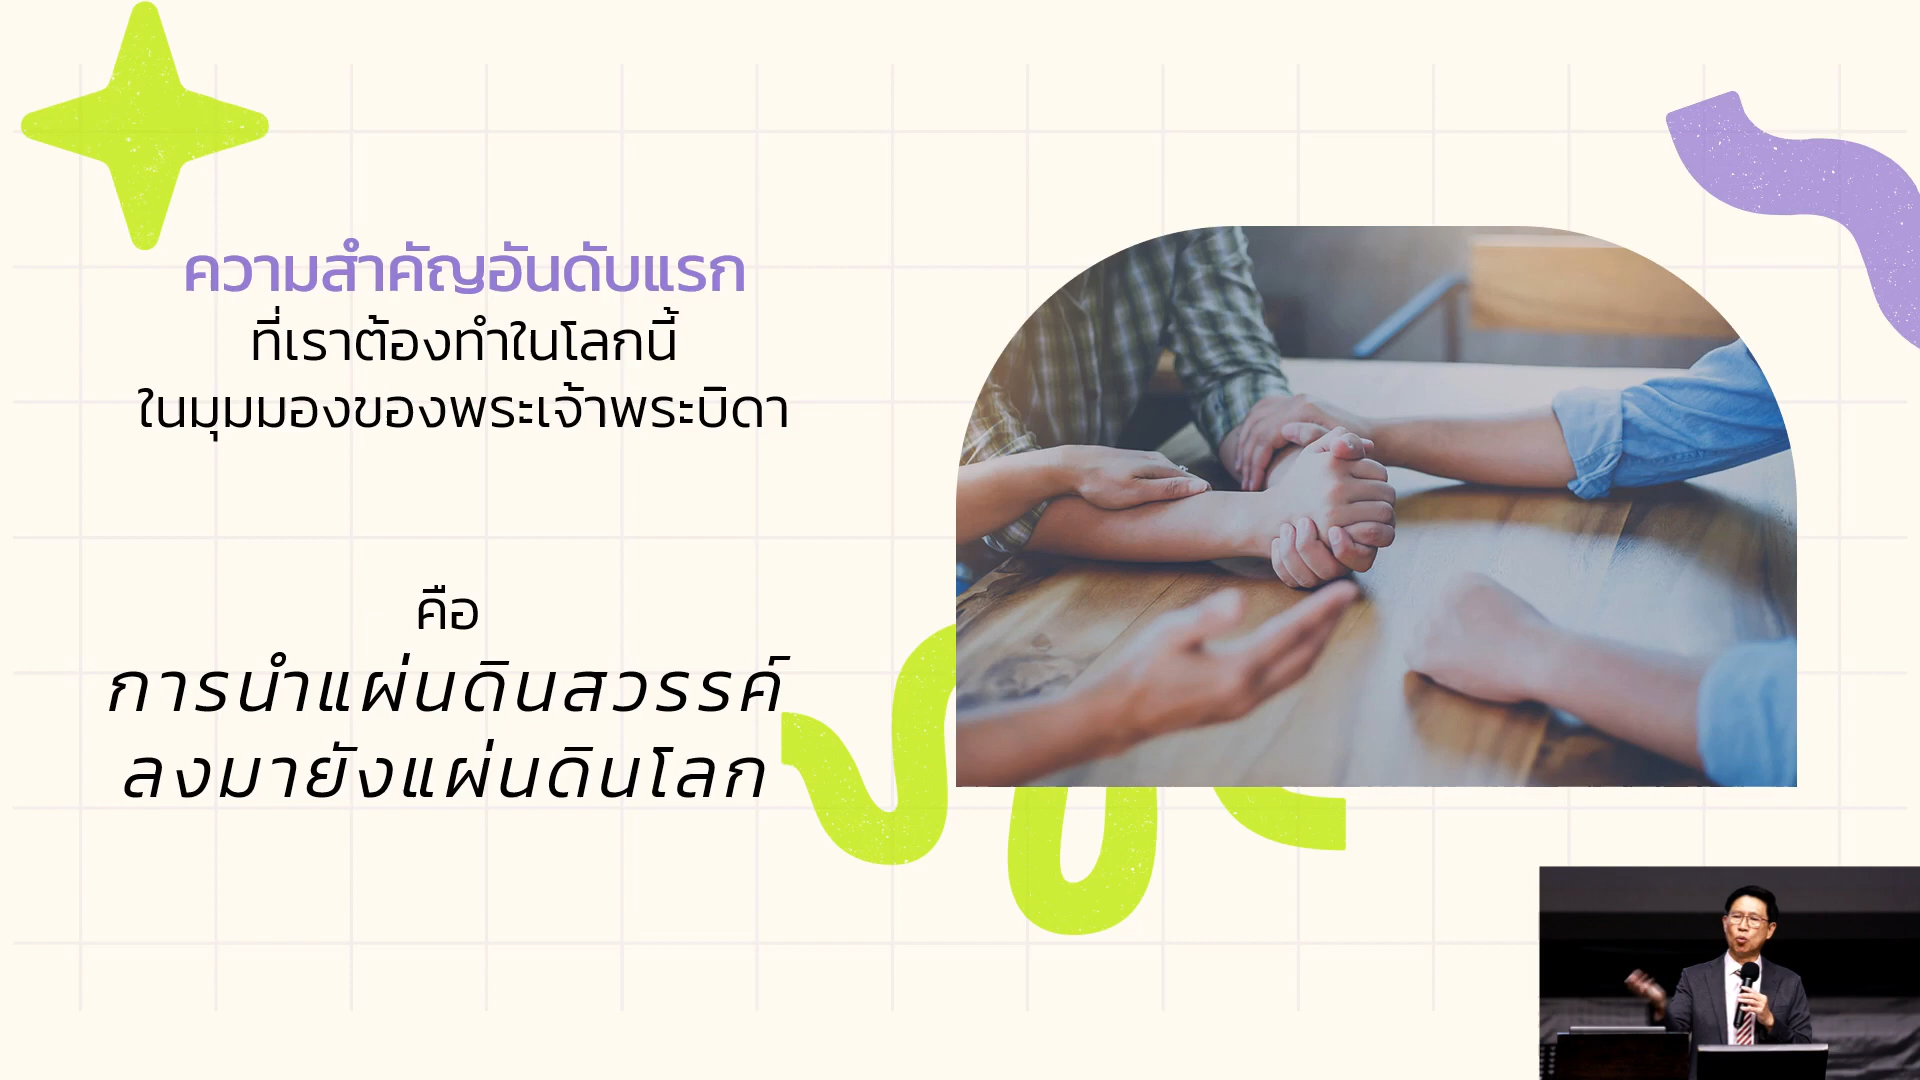 ความสำคัญอันดับแรก
ที่เราต้องทำในโลกนี้
ในมุมมองของพระเจ้าพระบิดา
คือ
การนำแผ่นดินสวรรค์
ลงมายังแผ่นดินโลก